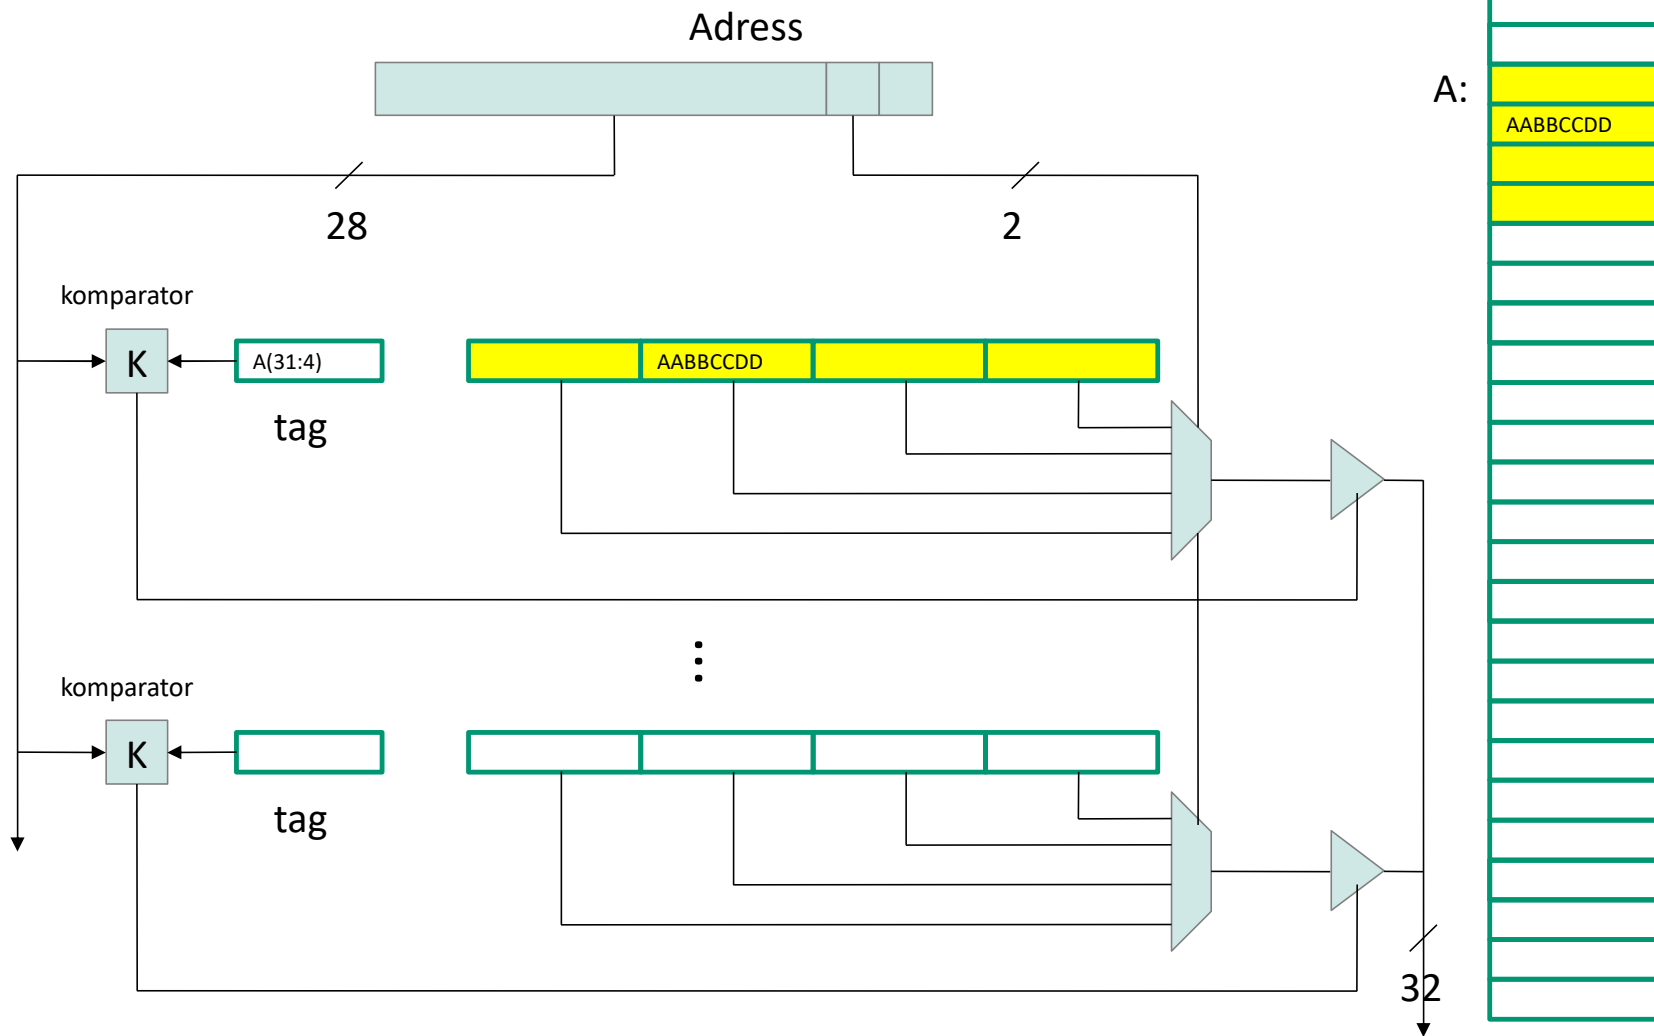 Adress
A:
AABBCCDD
28
2
komparator
K
A(31:4)
AABBCCDD
tag
⋮
komparator
K
tag
32